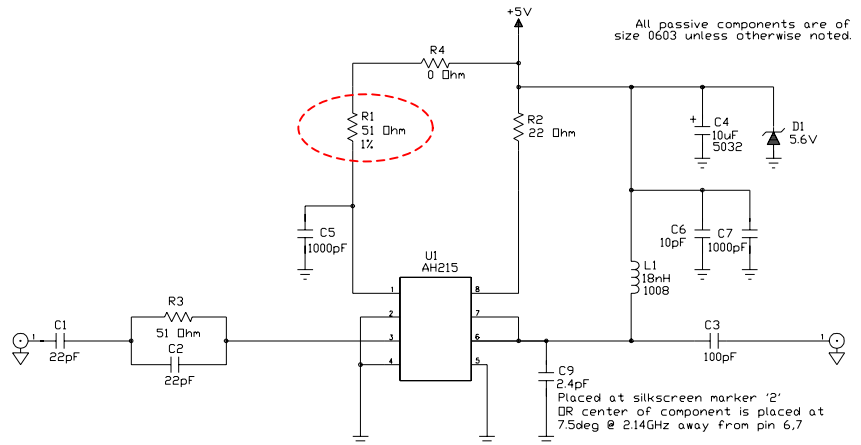 +5V
All passive components are of
size 0603 unless otherwise noted.
R4
0 Ohm
R1
51 Ohm
1%
R2
22 Ohm
+
C4
10uF
5032
D1
5.6V
C5
1000pF
C6
10pF
C7
1000pF
U1
AH215
L1
18nH
1008
1
8
2
7
3
6
4
5
R3
51 Ohm
C1
22pF
1
C2
22pF
C3
100pF
1
C9
2.4pF
Placed at silkscreen marker '2'
OR center of component is placed at
7.5deg @ 2.14GHz away from pin 6,7